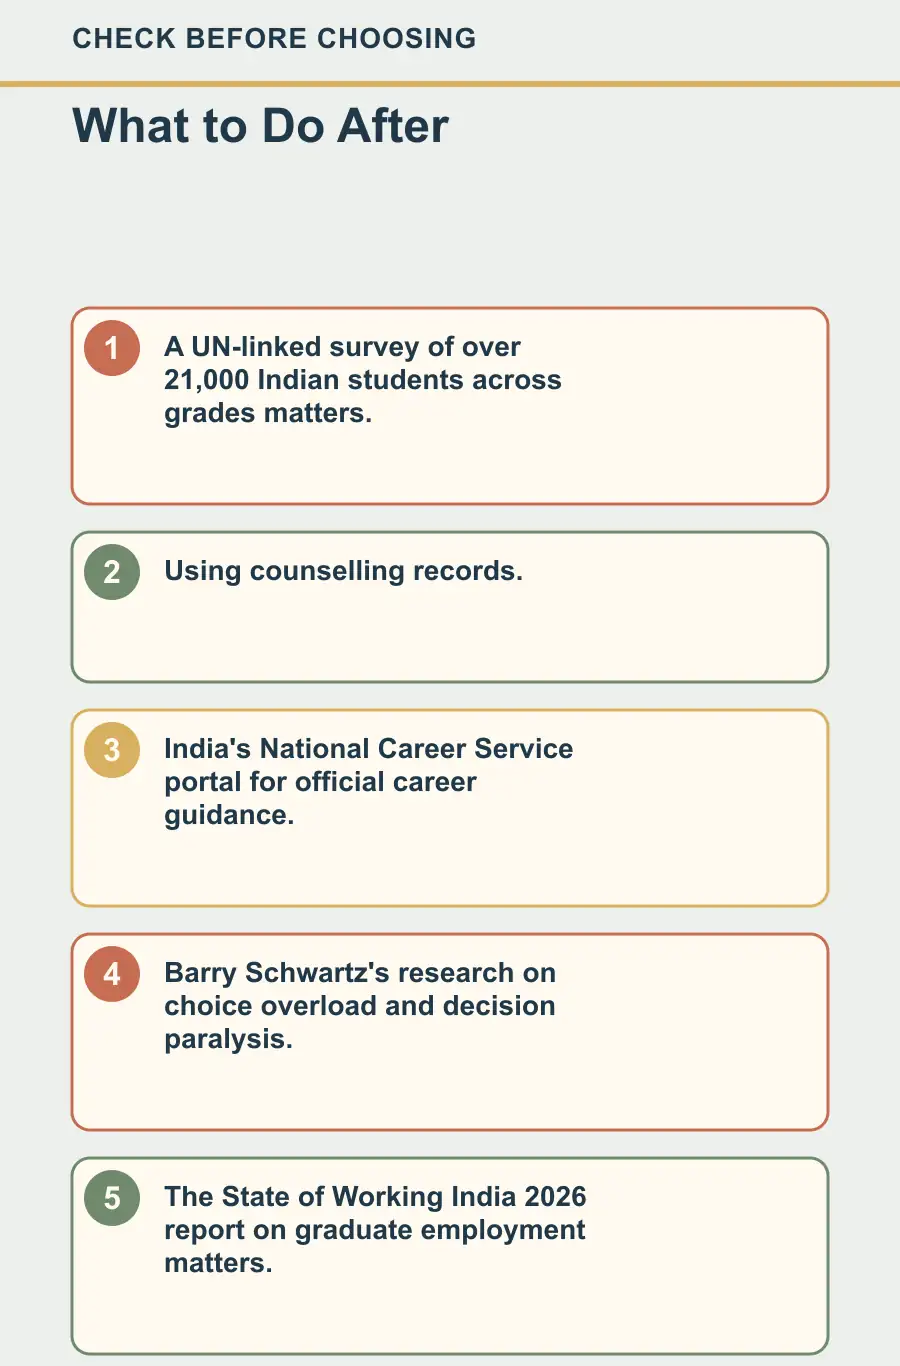 CHECK BEFORE CHOOSING
What to Do After
1
A UN-linked survey of over
21,000 Indian students across
grades matters.
2
Using counselling records.
3
India's National Career Service
portal for official career
guidance.
4
Barry Schwartz's research on
choice overload and decision
paralysis.
5
The State of Working India 2026
report on graduate employment
matters.